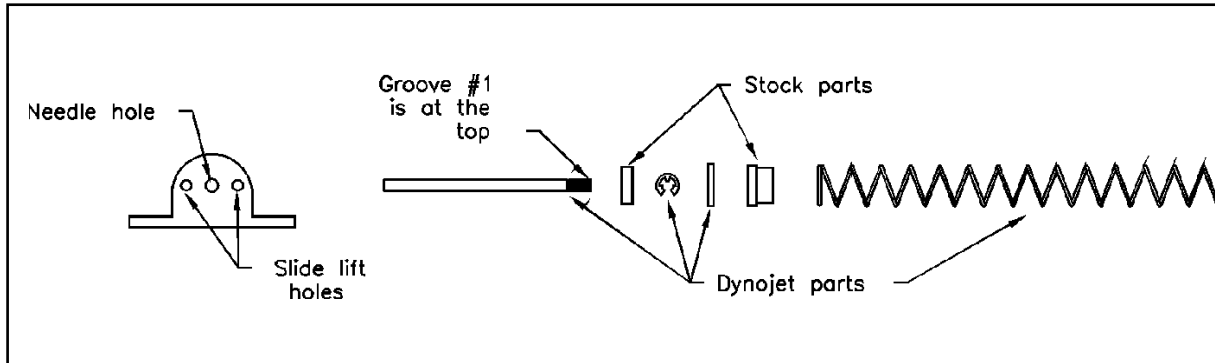 Needle hole
Groove #1
is at the
top
Stock parts
Slide lift
holes
Dynojet parts